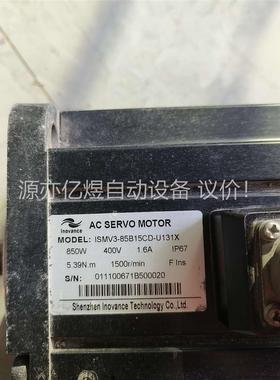 源亦亿煜自动设备 议价!
Inovance
AC SERVO MOTOR
MODEL: ISMV3-85B15CD-U131X
850W 400V 1.6A IP67
5.39N.m 1500r/min F Ins
S/N: 011100671B500020
Shenzhen Inovance Technology Co.,Ltd.